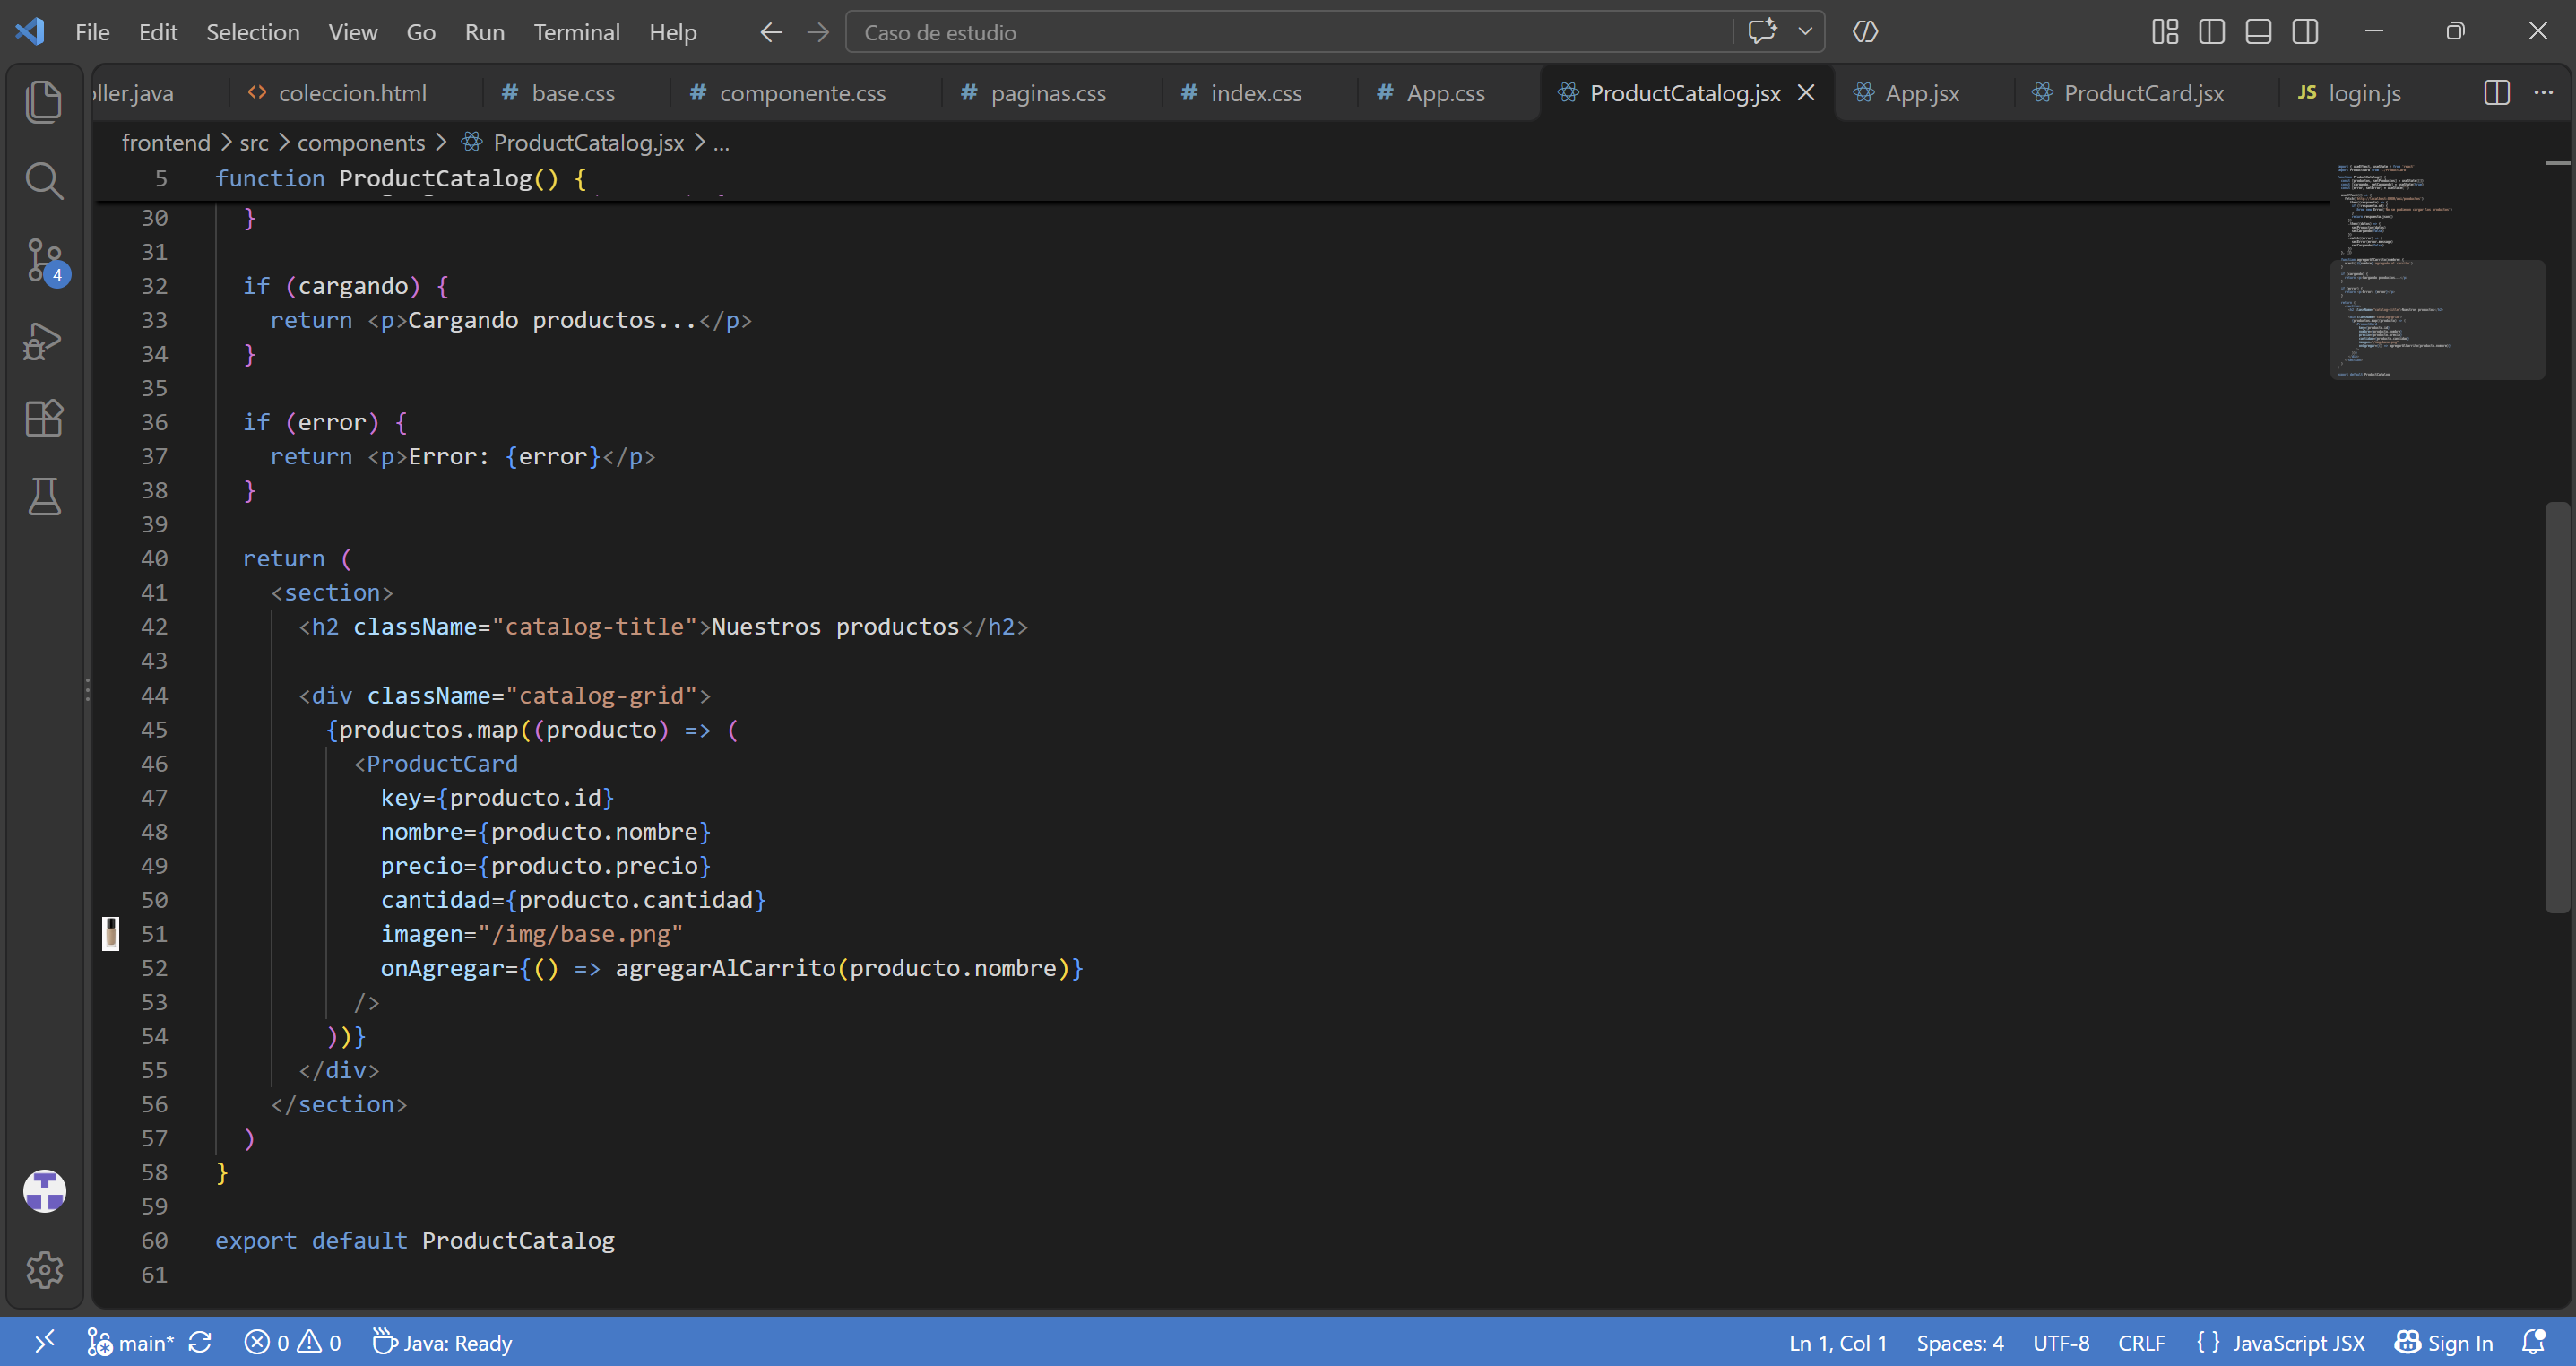 File Edit Selection View Go Run Terminal Help
Caso de estudio
ller.java
coleccion.html
# base.css
# componente.css
# paginas.css
# index.css
# App.css
ProductCatalog.jsx
App.jsx
ProductCard.jsx
JS login.js
frontend > src > components > ProductCatalog.jsx > ...
5 function ProductCatalog() {
30 }
31
32 if (cargando) {
33 return <p>Cargando productos...</p>
34 }
35
36 if (error) {
37 return <p>Error: {error}</p>
38 }
39
40 return (
41 <section>
42 <h2 className="catalog-title">Nuestros productos</h2>
43
44 <div className="catalog-grid">
45 {productos.map((producto) => (
46 <ProductCard
47 key={producto.id}
48 nombre={producto.nombre}
49 precio={producto.precio}
50 cantidad={producto.cantidad}
51 imagen="/img/base.png"
52 onAgregar={() => agregarAlCarrito(producto.nombre)}
53 />
54 ))}
55 </div>
56 </section>
57 )
58 }
59
60 export default ProductCatalog
61
4
main* 0 0 Java: Ready
Ln 1, Col 1 Spaces: 4 UTF-8 CRLF { } JavaScript JSX Sign In